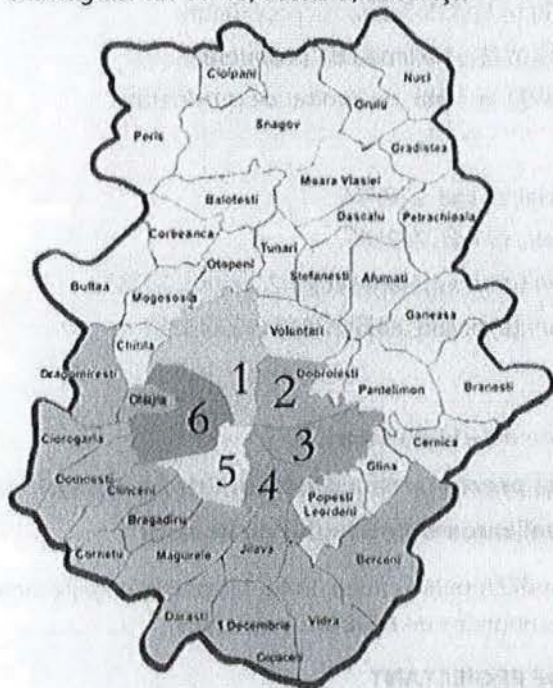 Ciolpani
Nuci
Gruiu
Snagov
Peris
Gradistea
Moara Vlasiei
Balotesti
Dascalu
Petrachioaia
Corbeanca
Tunari
Otopeni
Stefanesti
Afumati
Buftea
Mogosoaia
Ganeasa
Voluntari
Chitila
Dragomiresti
1
2
Dobroiesti
Pantelimon
Branesti
Chiajna
6
3
Ciorogarla
Cernica
5
4
Glina
Domnesti
Clinceni
Popesti
Leordeni
Bragadiru
Cornetu
Magurele
Jilava
Berceni
Darasti
1 Decembrie
Vidra
Copaceni